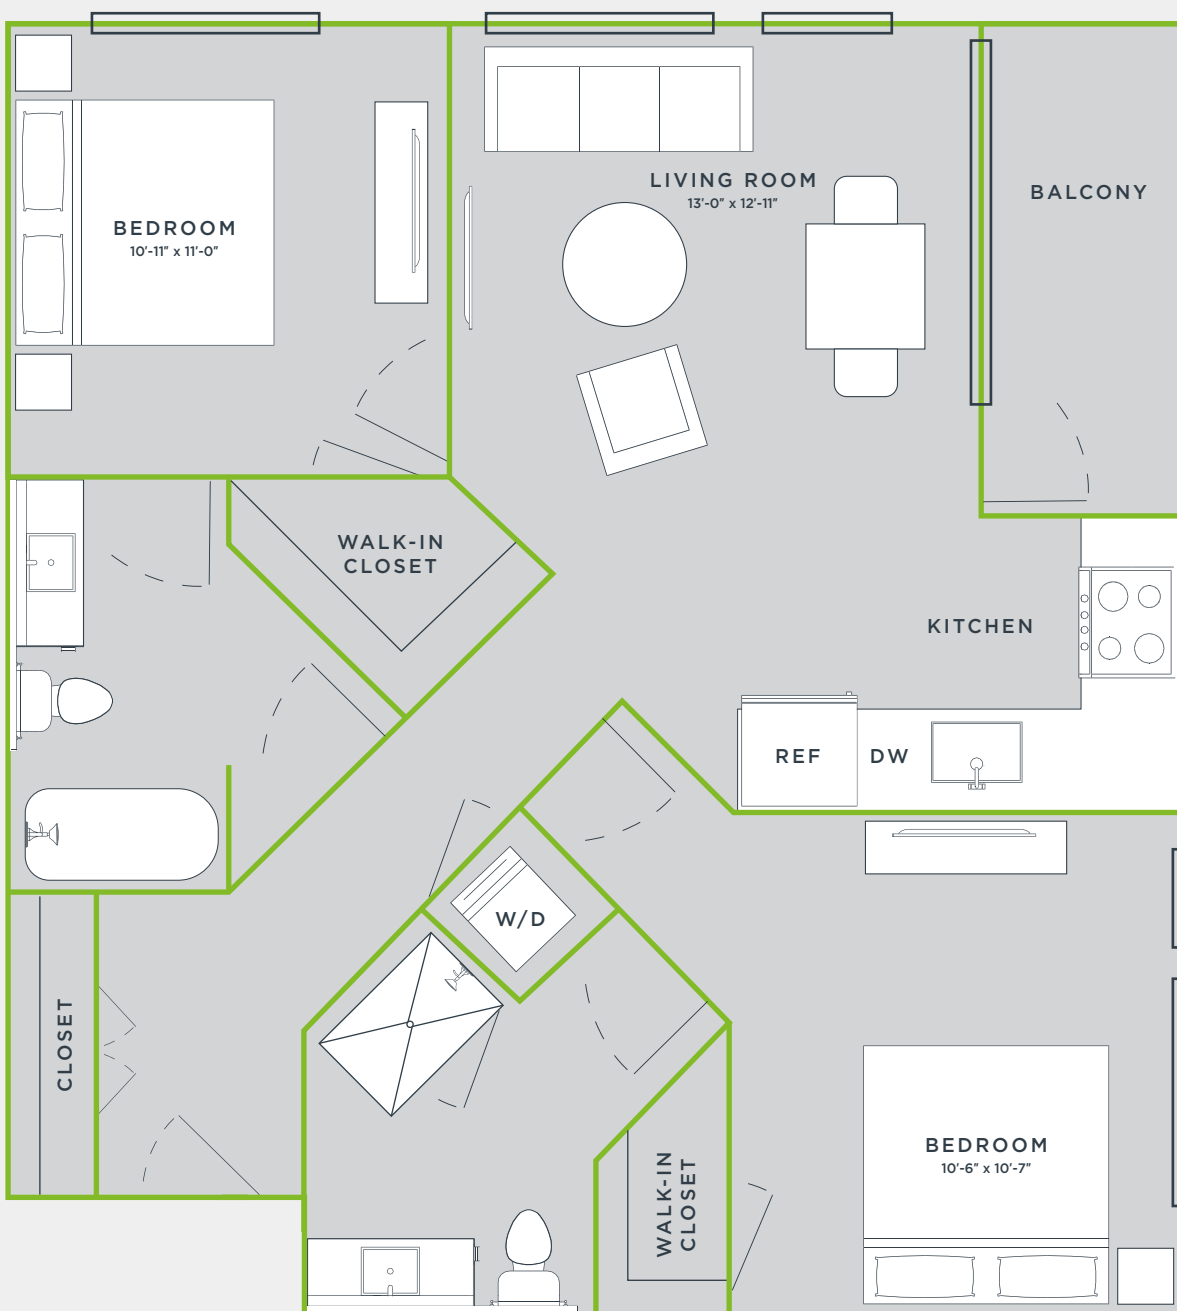 BEDROOM
10'-11" x 11'-0"
LIVING ROOM
13'-0" x 12'-11"
BALCONY
WALK-IN
CLOSET
KITCHEN
REF
DW
W/D
CLOSET
BEDROOM
10'-6" x 10'-7"
WALK-IN
CLOSET